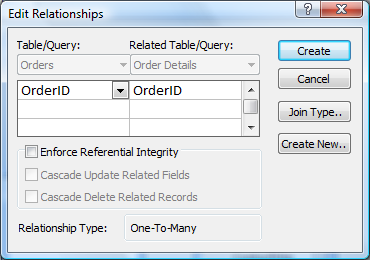 Edit Relationships
Table/Query: Related Table/Query:
Orders Order Details
OrderID OrderID
Create
Cancel
Join Type..
Create New..
Enforce Referential Integrity
Cascade Update Related Fields
Cascade Delete Related Records
Relationship Type: One-To-Many